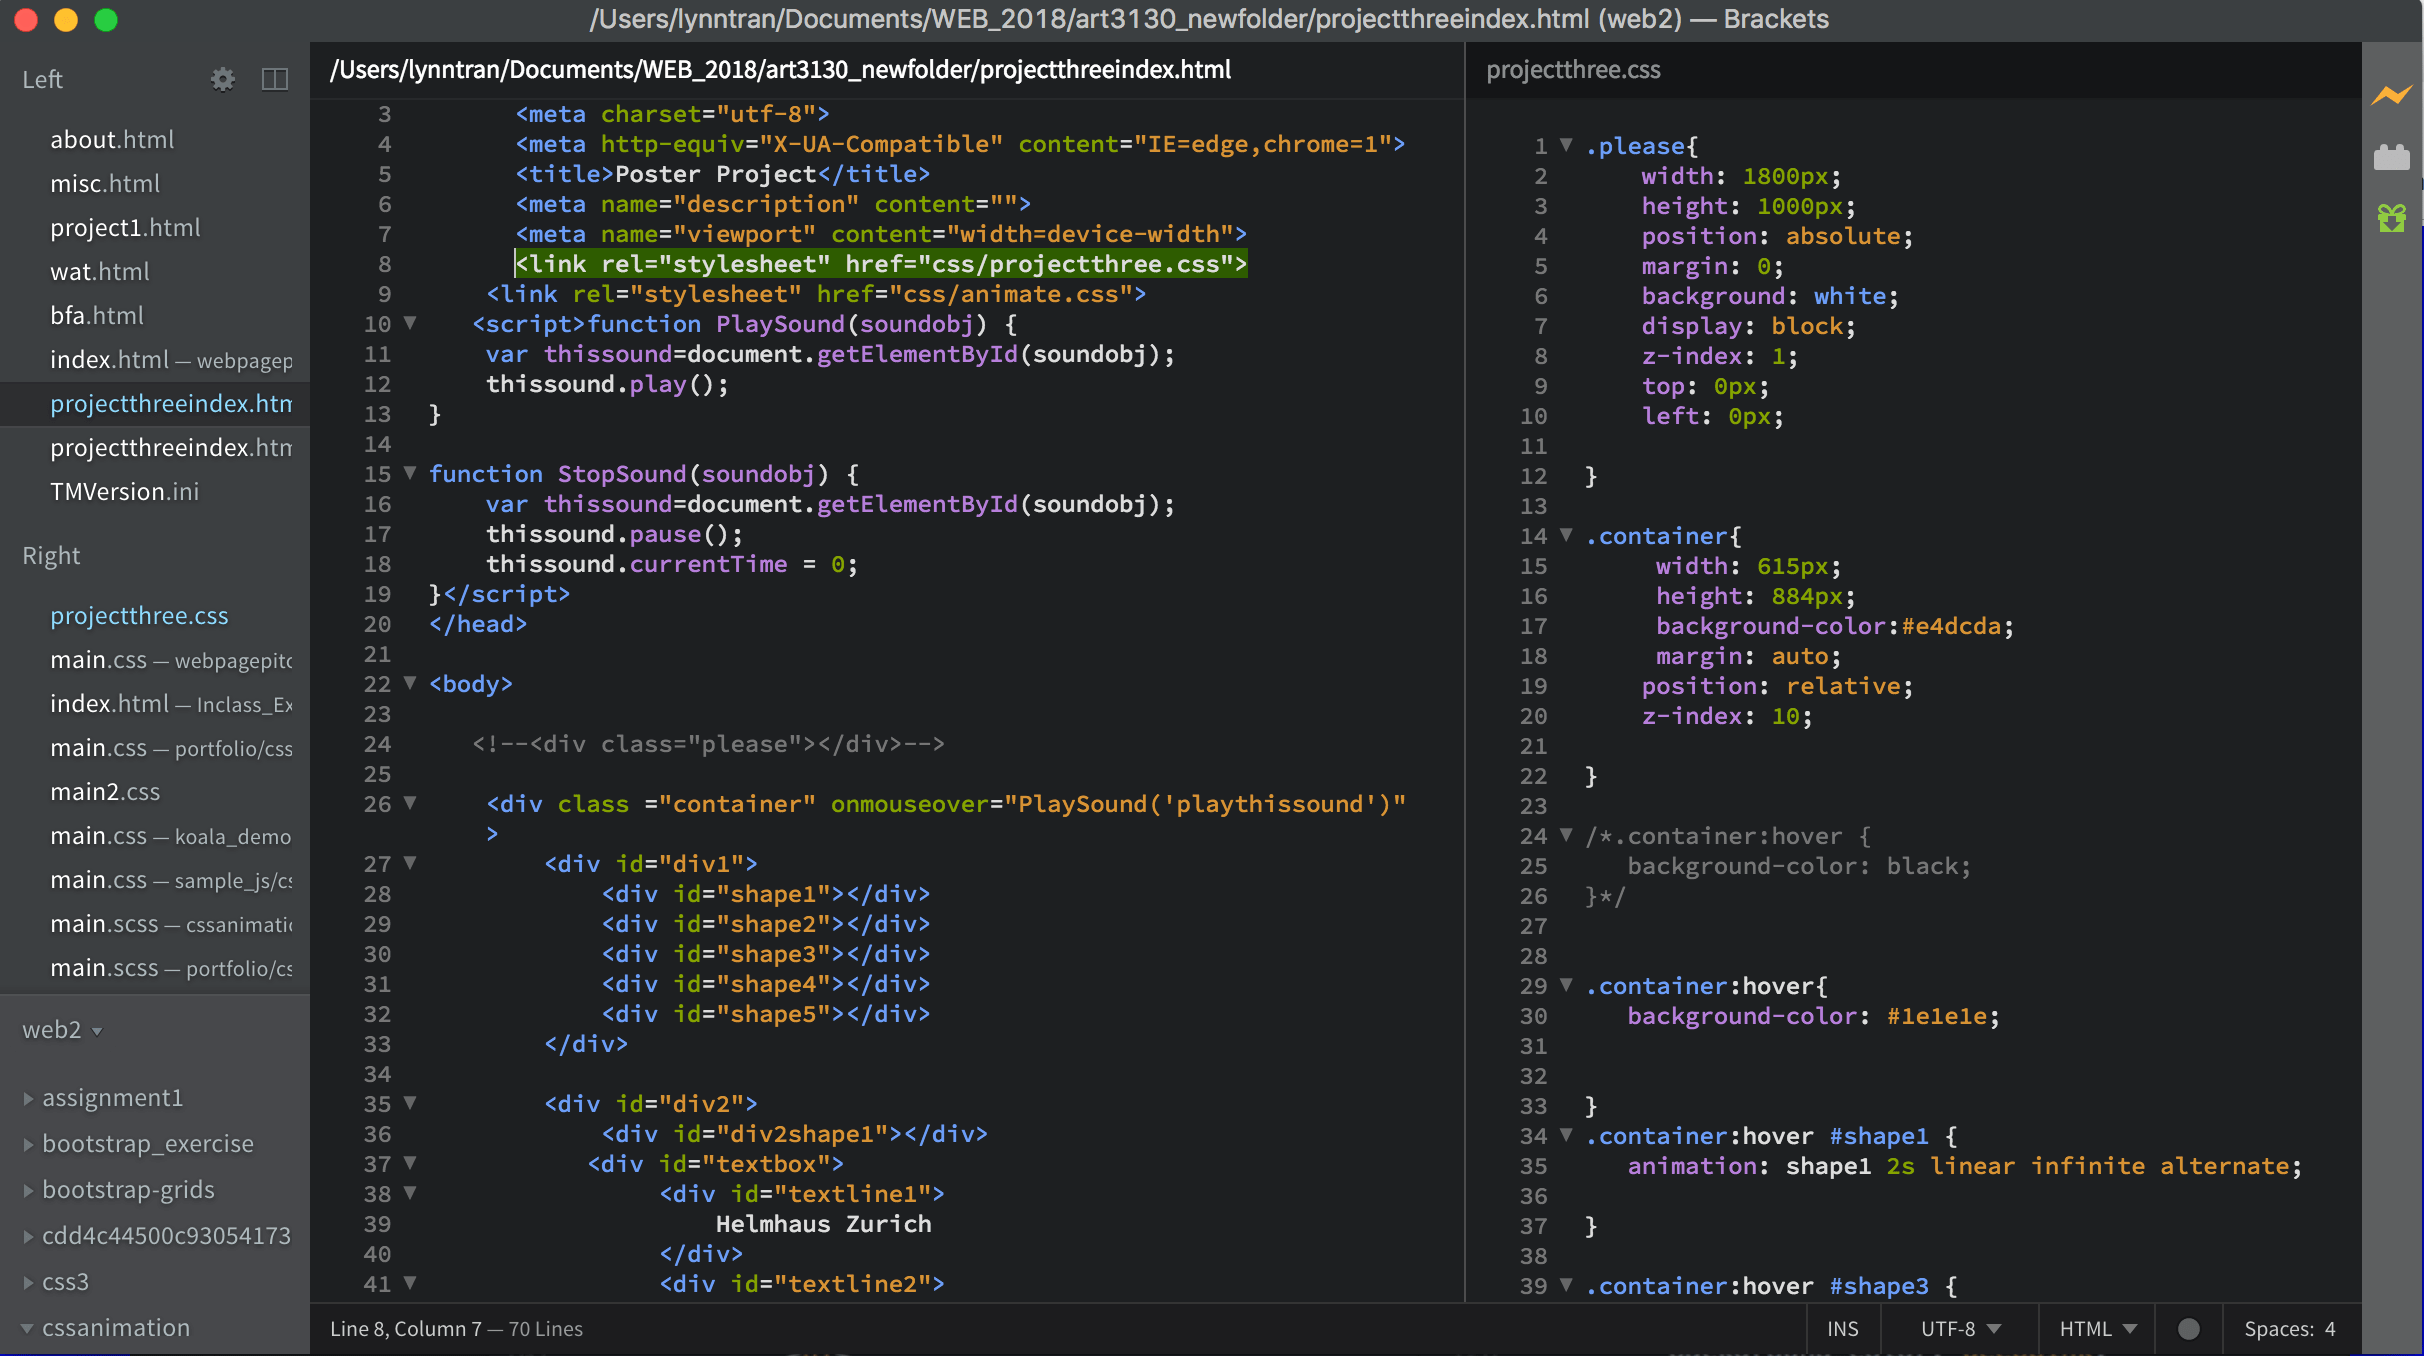 /Users/lynntran/Documents/WEB_2018/art3130_newfolder/projectthreeindex.html (web2) — Brackets
Left
about.html
misc.html
project1.html
wat.html
bfa.html
index.html — webpagep
projectthreeindex.htm
projectthreeindex.htm
TMVersion.ini
Right
projectthree.css
main.css — webpagepitc
index.html — Inclass_Ex
main.css — portfolio/css
main2.css
main.css — koala_demo
main.css — sample_js/cs
main.scss — cssanimatic
main.scss — portfolio/cs
web2
assignment1
bootstrap_exercise
bootstrap-grids
cdd4c44500c93054173
css3
cssanimation
/Users/lynntran/Documents/WEB_2018/art3130_newfolder/projectthreeindex.html
3 <meta charset="utf-8">
4 <meta http-equiv="X-UA-Compatible" content="IE=edge,chrome=1">
5 <title>Poster Project</title>
6 <meta name="description" content="">
7 <meta name="viewport" content="width=device-width">
8 <link rel="stylesheet" href="css/projectthree.css">
9 <link rel="stylesheet" href="css/animate.css">
10 <script>function PlaySound(soundobj) {
11 var thissound=document.getElementById(soundobj);
12 thissound.play();
13 }
14
15 function StopSound(soundobj) {
16 var thissound=document.getElementById(soundobj);
17 thissound.pause();
18 thissound.currentTime = 0;
19 }</script>
20 </head>
21
22 <body>
23
24 <!--<div class="please"></div>-->
25
26 <div class ="container" onmouseover="PlaySound('playthissound')"
>
27 <div id="div1">
28 <div id="shape1"></div>
29 <div id="shape2"></div>
30 <div id="shape3"></div>
31 <div id="shape4"></div>
32 <div id="shape5"></div>
33 </div>
34
35 <div id="div2">
36 <div id="div2shape1"></div>
37 <div id="textbox">
38 <div id="textline1">
39 Helmhaus Zurich
40 </div>
41 <div id="textline2">
projectthree.css
1 .please{
2 width: 1800px;
3 height: 1000px;
4 position: absolute;
5 margin: 0;
6 background: white;
7 display: block;
8 z-index: 1;
9 top: 0px;
10 left: 0px;
11
12 }
13
14 .container{
15 width: 615px;
16 height: 884px;
17 background-color:#e4dcda;
18 margin: auto;
19 position: relative;
20 z-index: 10;
21
22 }
23
24 /*.container:hover {
25 background-color: black;
26 }*/
27
28
29 .container:hover{
30 background-color: #1e1e1e;
31
32
33 }
34 .container:hover #shape1 {
35 animation: shape1 2s linear infinite alternate;
36
37 }
38
39 .container:hover #shape3 {
Line 8, Column 7 — 70 Lines
INS
UTF-8
HTML
Spaces: 4